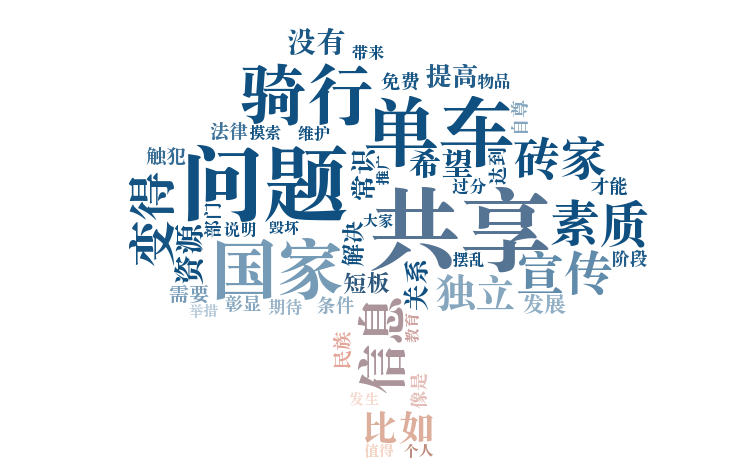 没有
带来
骑行
免费
提高
物品
单车
自尊
法律
摸索
维护
触犯
问题
常识
推广
希望
达到
砖家
过分
才能
变得
部门
说明
毁坏
大家
共享
素质
资源
国家
解决
摆乱
宣传
阶段
短板
关系
独立
需要
彰显
期待
条件
发展
举措
信息
教育
民族
像是
发生
比如
值得
个人